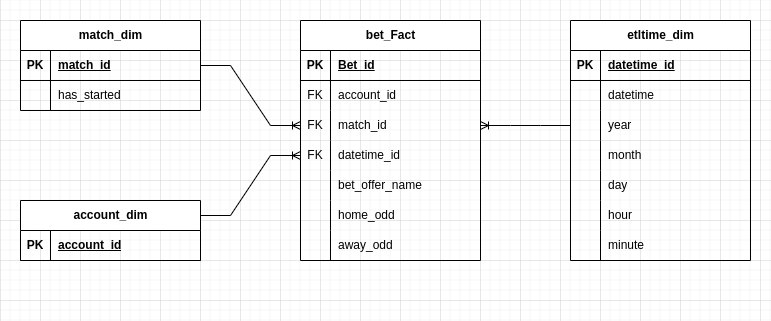 match_dim
PK match_id
has_started
account_dim
PK account_id
bet_Fact
PK Bet_id
FK account_id
FK match_id
FK datetime_id
bet_offer_name
home_odd
away_odd
etltime_dim
PK datetime_id
datetime
year
month
day
hour
minute